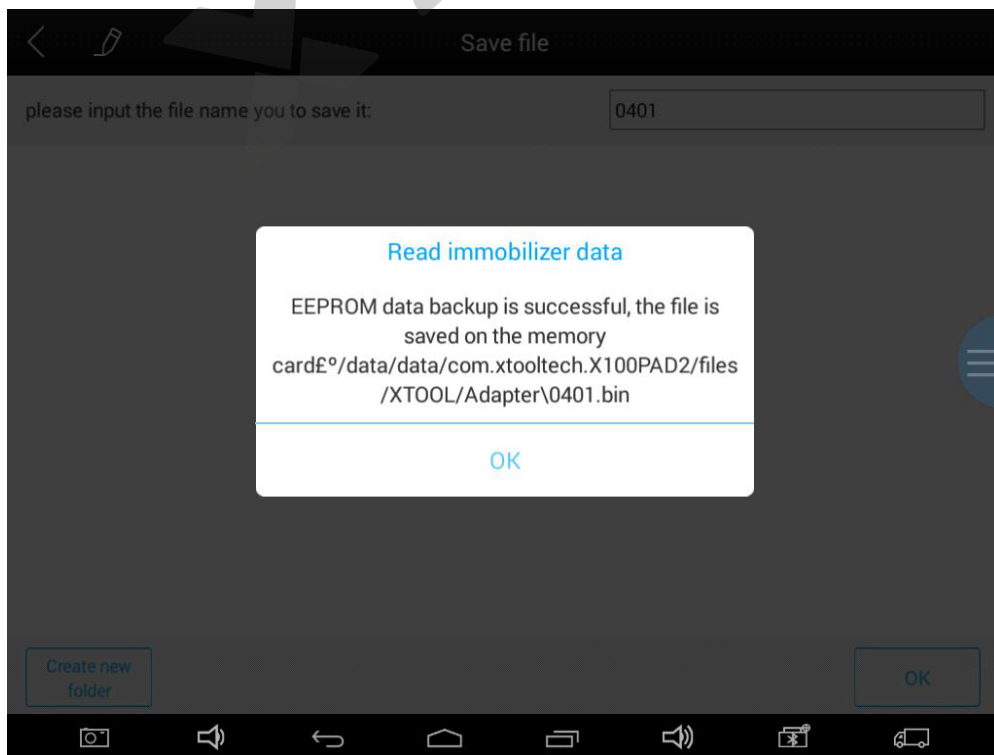 Save file
please input the file name you to save it:
0401
Read immobilizer data
EEPROM data backup is successful, the file is
saved on the memory
card£º/data/data/com.xtooltech.X100PAD2/files
/XTOOL/Adapter\0401.bin
OK
Create new
folder
OK